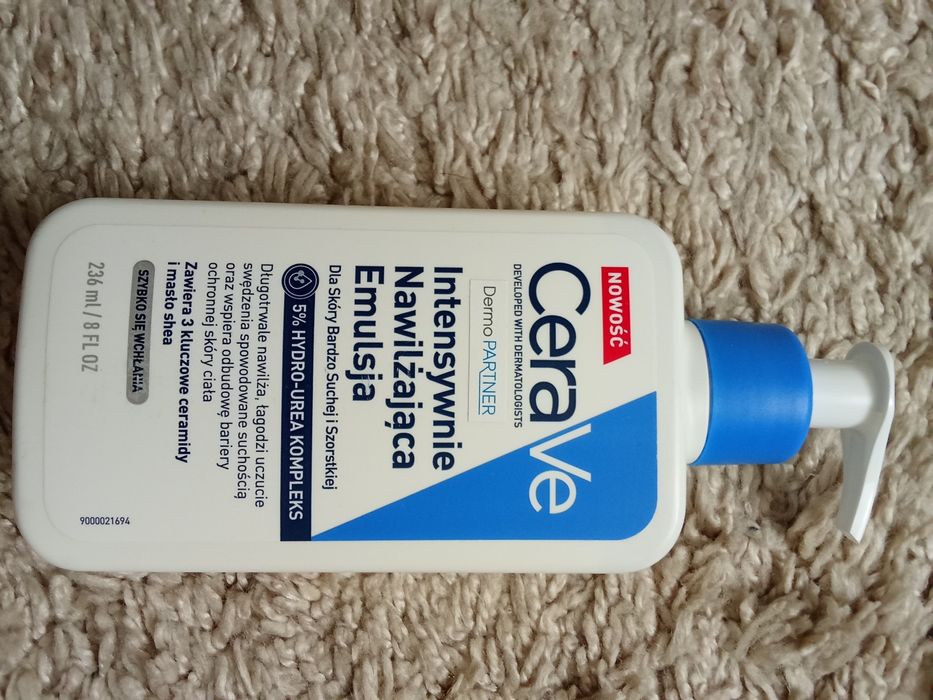 NOWOŚĆ
CeraVe
DEVELOPED WITH DERMATOLOGISTS
Dermo PARTNER
Intensywnie
Nawilżająca
Emulsja
Dla Skóry Bardzo Suchej i Szorstkiej
5% HYDRO-UREA KOMPLEKS
Długotrwale nawilża, łagodzi uczucie
swędzenia spowodowane suchością
oraz wspiera odbudowę bariery
ochronnej skóry ciała
Zawiera 3 kluczowe ceramidy
i masło shea
SZYBKO SIĘ WCHŁANIA
236 ml / 8 FL OZ
9000021694